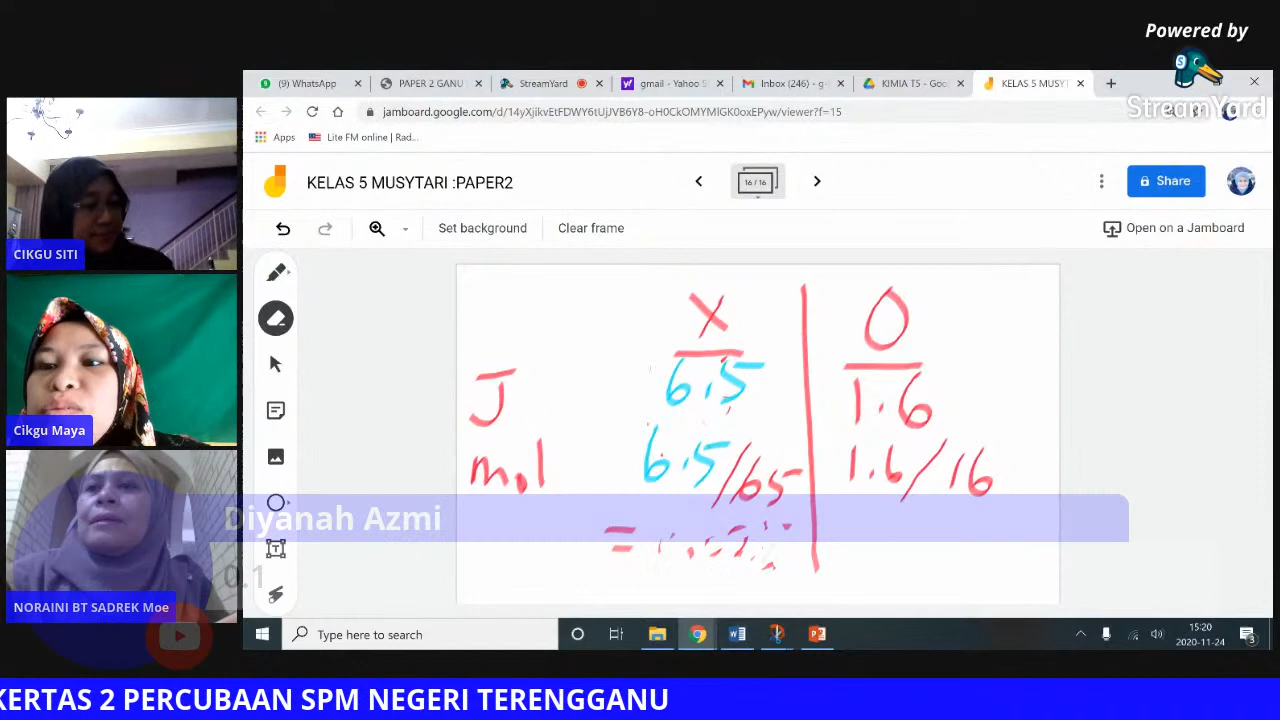 Powered by
StreamYard
(9) WhatsApp
PAPER 2 GANU
StreamYard
gmail - Yahoo S
Inbox (246) - g
KIMIA T5 - Goo
KELAS 5 MUSYT
jamboard.google.com/d/14yXjikvEtFDWY6tUjJVB6Y8-oH0CkOMYMlGK0oxEPyw/viewer?f=15
Apps
Lite FM online | Rad...
KELAS 5 MUSYTARI :PAPER2
16 / 16
Share
Set background
Clear frame
Open on a Jamboard
CIKGU SITI
Cikgu Maya
NORAINI BT SADREK Moe
X O
J 6.5 1.6
mol 6.5/65 1.6/16
=
Diyanah Azmi
0.1
Type here to search
15:20
2020-11-24
3
KERTAS 2 PERCUBAAN SPM NEGERI TERENGGANU